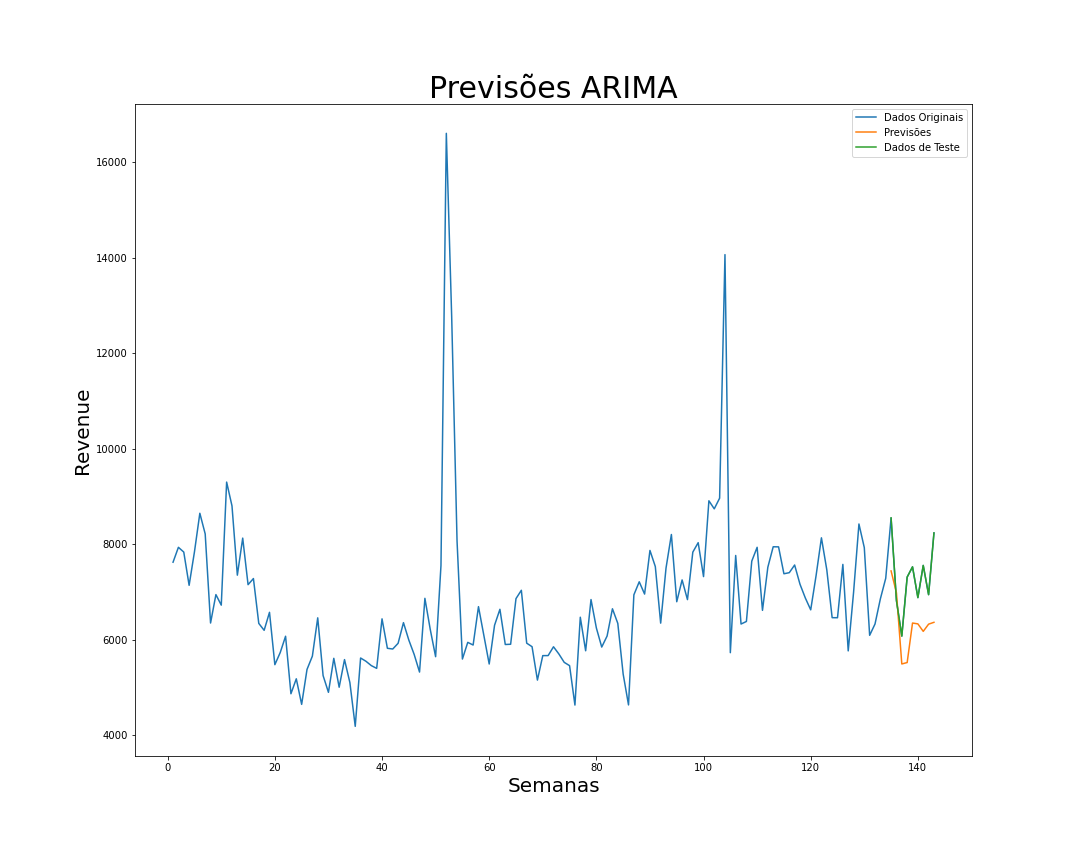 Previsões ARIMA
Dados Originais
Previsões
Dados de Teste
Revenue
16000
14000
12000
10000
8000
6000
4000
0 20 40 60 80 100 120 140
Semanas